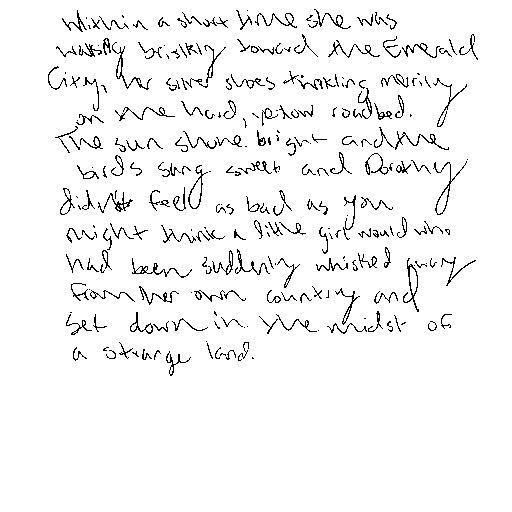 Within a short time she was
walking briskly toward the Emerald
City, her silver shoes tinkling merrily
on the hard, yellow roadbed.
The sun shone bright and the
birds sang sweet and Dorothy
didn't feel as bad as you
might think a little girl would who
had been suddenly whisked away
from her own country and
set down in the midst of
a strange land.